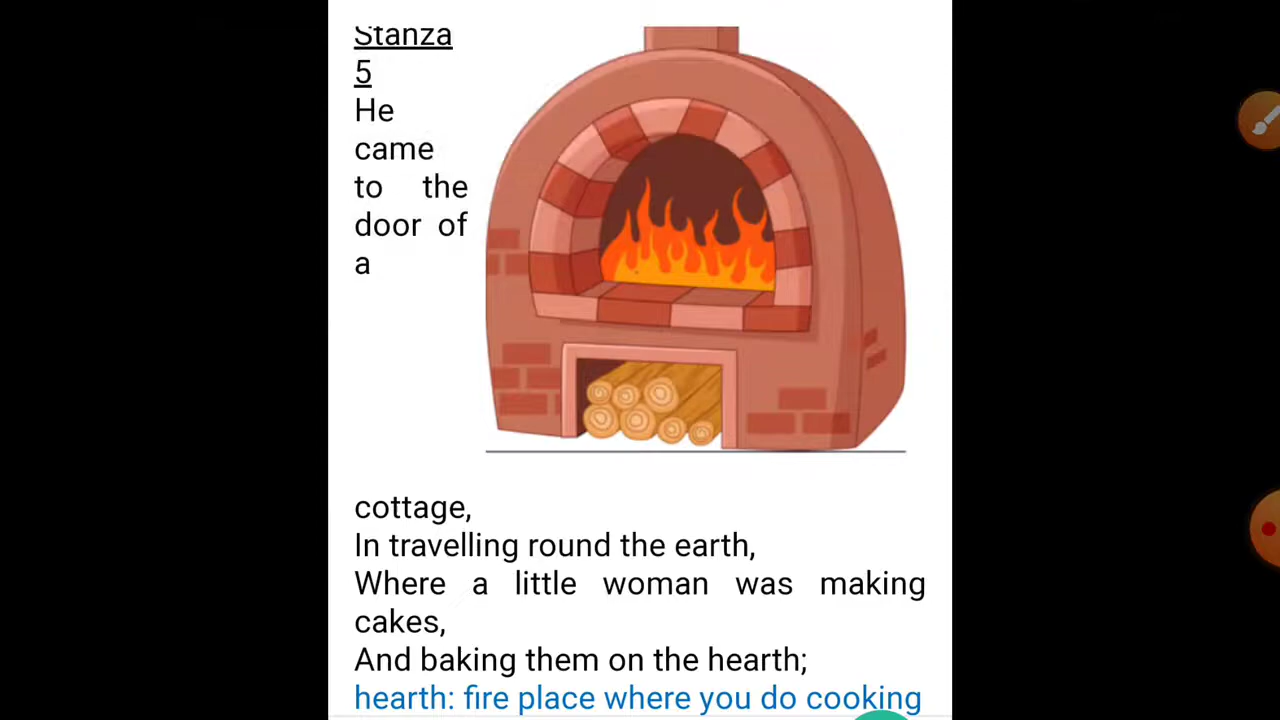 Stanza
5
He
came
to the
door of
a
cottage,
In travelling round the earth,
Where a little woman was making
cakes,
And baking them on the hearth;
hearth: fire place where you do cooking